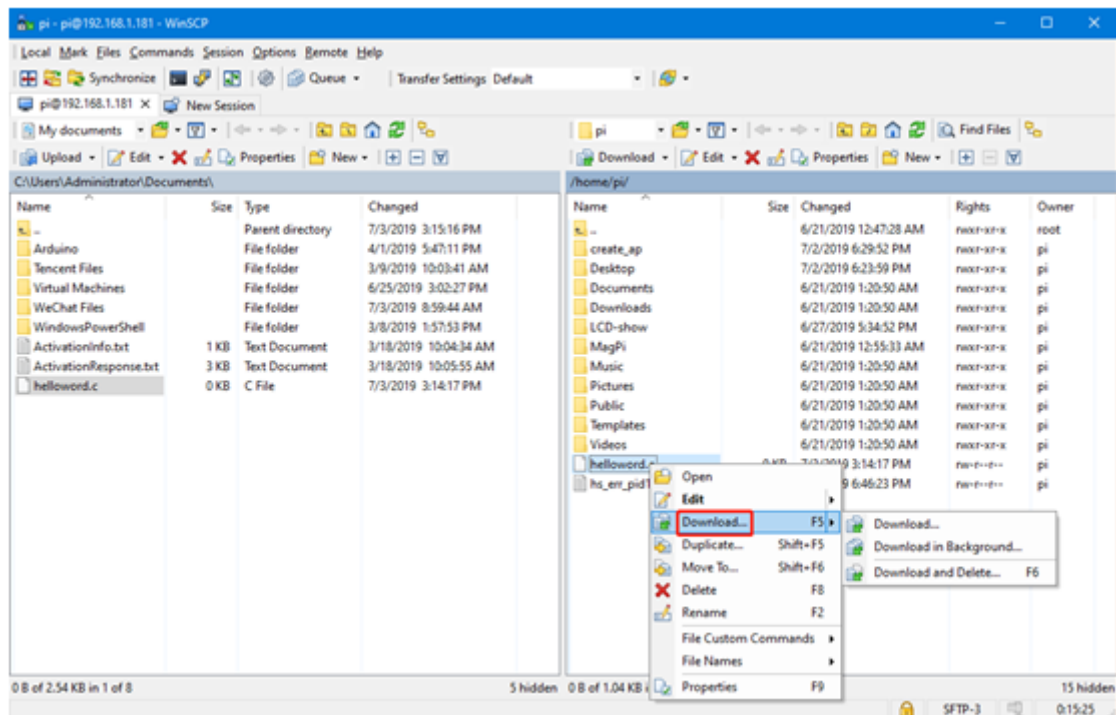 pi - pi@192.168.1.181 - WinSCP
Local Mark Files Commands Session Options Remote Help
Synchronize Queue Transfer Settings Default
pi@192.168.1.181 New Session
My documents pi Find Files
Upload Edit Properties New Download Edit Properties New
C:\Users\Administrator\Documents\ /home/pi/
Name Size Type Changed Name Size Changed Rights Owner
.. Parent directory 7/3/2019 3:15:16 PM .. 6/21/2019 12:47:28 AM rwxr-xr-x root
Arduino File folder 4/1/2019 5:47:11 PM create_ap 7/2/2019 6:29:52 PM rwxr-xr-x pi
Tencent Files File folder 3/9/2019 10:03:41 AM Desktop 7/2/2019 6:23:59 PM rwxr-xr-x pi
Virtual Machines File folder 6/25/2019 3:02:27 PM Documents 6/21/2019 1:20:50 AM rwxr-xr-x pi
WeChat Files File folder 7/3/2019 8:59:44 AM Downloads 6/21/2019 1:20:50 AM rwxr-xr-x pi
WindowsPowerShell File folder 3/8/2019 1:57:53 PM LCD-show 6/27/2019 5:34:52 PM rwxr-xr-x pi
ActivationInfo.txt 1 KB Text Document 3/18/2019 10:04:34 AM MagPi 6/21/2019 12:55:33 AM rwxr-xr-x pi
ActivationResponse.txt 3 KB Text Document 3/18/2019 10:05:55 AM Music 6/21/2019 1:20:50 AM rwxr-xr-x pi
helloword.c 0 KB C File 7/3/2019 3:14:17 PM Pictures 6/21/2019 1:20:50 AM rwxr-xr-x pi
Public 6/21/2019 1:20:50 AM rwxr-xr-x pi
Templates 6/21/2019 1:20:50 AM rwxr-xr-x pi
Videos 6/21/2019 1:20:50 AM rwxr-xr-x pi
helloword. 3:14:17 PM rw-r--r-- pi
hs_err_pid1 9 6:46:23 PM rw-r--r-- pi
Open
Edit
Download... F5 Download...
Duplicate... Shift+F5 Download in Background...
Move To... Shift+F6 Download and Delete... F6
Delete F8
Rename F2
File Custom Commands
File Names
Properties F9
0 B of 2.54 KB in 1 of 8 5 hidden 0 B of 1.04 KB 15 hidden
SFTP-3 0:15:25